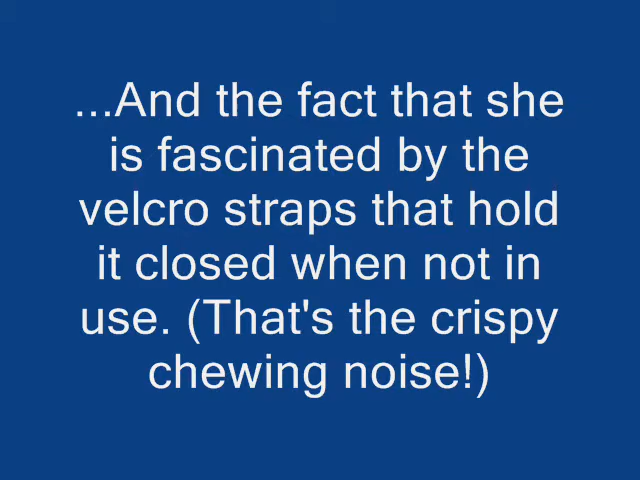 ...And the fact that she
is fascinated by the
velcro straps that hold
it closed when not in
use. (That's the crispy
chewing noise!)